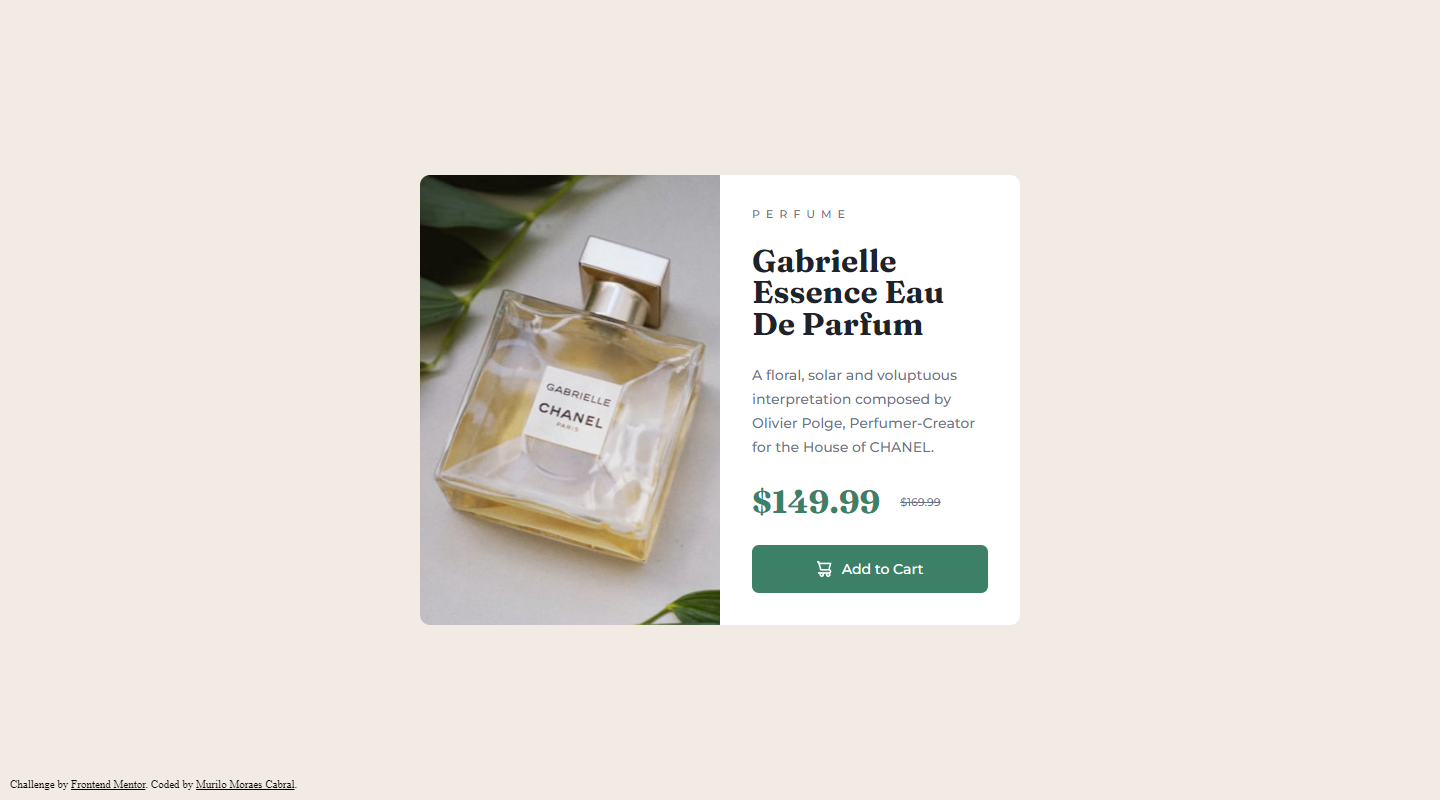 GABRIELLE
CHANEL
PARIS
PERFUME
Gabrielle
Essence Eau
De Parfum
A floral, solar and voluptuous
interpretation composed by
Olivier Polge, Perfumer-Creator
for the House of CHANEL.
$149.99 $169.99
Add to Cart
Challenge by Frontend Mentor. Coded by Murilo Moraes Cabral.